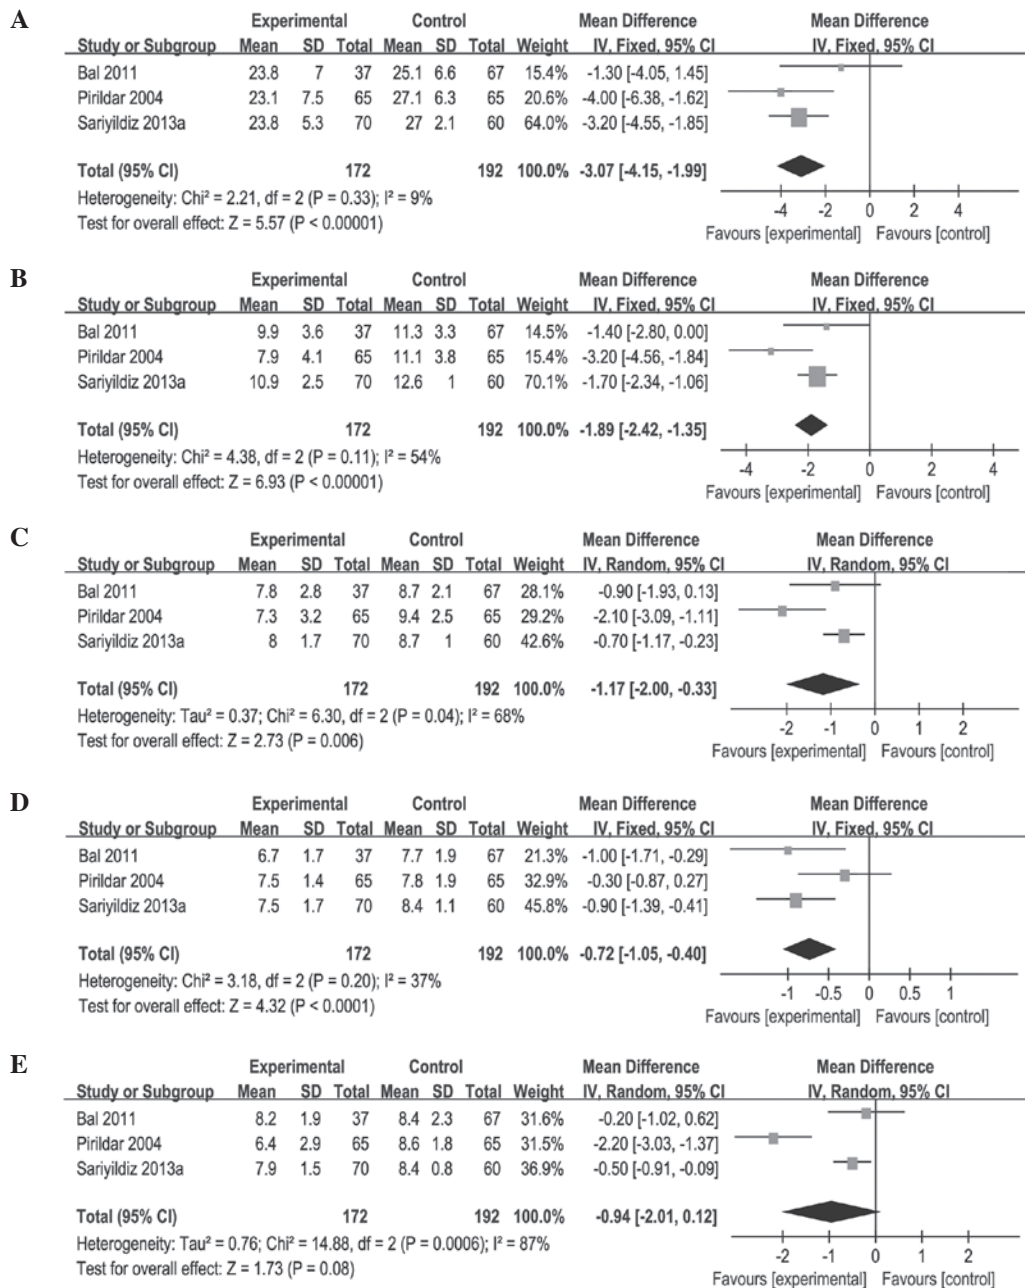 A
Experimental Control Mean Difference Mean Difference
Study or Subgroup Mean SD Total Mean SD Total Weight IV, Fixed, 95% CI IV, Fixed, 95% CI
Bal 2011 23.8 7 37 25.1 6.6 67 15.4% -1.30 [-4.05, 1.45]
Pirildar 2004 23.1 7.5 65 27.1 6.3 65 20.6% -4.00 [-6.38, -1.62]
Sariyildiz 2013a 23.8 5.3 70 27 2.1 60 64.0% -3.20 [-4.55, -1.85]
Total (95% CI) 172 192 100.0% -3.07 [-4.15, -1.99]
Heterogeneity: Chi² = 2.21, df = 2 (P = 0.33); I² = 9%
Test for overall effect: Z = 5.57 (P < 0.00001)
-4 -2 0 2 4
Favours [experimental] Favours [control]
B
Experimental Control Mean Difference Mean Difference
Study or Subgroup Mean SD Total Mean SD Total Weight IV, Fixed, 95% CI IV, Fixed, 95% CI
Bal 2011 9.9 3.6 37 11.3 3.3 67 14.5% -1.40 [-2.80, 0.00]
Pirildar 2004 7.9 4.1 65 11.1 3.8 65 15.4% -3.20 [-4.56, -1.84]
Sariyildiz 2013a 10.9 2.5 70 12.6 1 60 70.1% -1.70 [-2.34, -1.06]
Total (95% CI) 172 192 100.0% -1.89 [-2.42, -1.35]
Heterogeneity: Chi² = 4.38, df = 2 (P = 0.11); I² = 54%
Test for overall effect: Z = 6.93 (P < 0.00001)
-4 -2 0 2 4
Favours [experimental] Favours [control]
C
Experimental Control Mean Difference Mean Difference
Study or Subgroup Mean SD Total Mean SD Total Weight IV, Random, 95% CI IV, Random, 95% CI
Bal 2011 7.8 2.8 37 8.7 2.1 67 28.1% -0.90 [-1.93, 0.13]
Pirildar 2004 7.3 3.2 65 9.4 2.5 65 29.2% -2.10 [-3.09, -1.11]
Sariyildiz 2013a 8 1.7 70 8.7 1 60 42.6% -0.70 [-1.17, -0.23]
Total (95% CI) 172 192 100.0% -1.17 [-2.00, -0.33]
Heterogeneity: Tau² = 0.37; Chi² = 6.30, df = 2 (P = 0.04); I² = 68%
Test for overall effect: Z = 2.73 (P = 0.006)
-2 -1 0 1 2
Favours [experimental] Favours [control]
D
Experimental Control Mean Difference Mean Difference
Study or Subgroup Mean SD Total Mean SD Total Weight IV, Fixed, 95% CI IV, Fixed, 95% CI
Bal 2011 6.7 1.7 37 7.7 1.9 67 21.3% -1.00 [-1.71, -0.29]
Pirildar 2004 7.5 1.4 65 7.8 1.9 65 32.9% -0.30 [-0.87, 0.27]
Sariyildiz 2013a 7.5 1.7 70 8.4 1.1 60 45.8% -0.90 [-1.39, -0.41]
Total (95% CI) 172 192 100.0% -0.72 [-1.05, -0.40]
Heterogeneity: Chi² = 3.18, df = 2 (P = 0.20); I² = 37%
Test for overall effect: Z = 4.32 (P < 0.0001)
-1 -0.5 0 0.5 1
Favours [experimental] Favours [control]
E
Experimental Control Mean Difference Mean Difference
Study or Subgroup Mean SD Total Mean SD Total Weight IV, Random, 95% CI IV, Random, 95% CI
Bal 2011 8.2 1.9 37 8.4 2.3 67 31.6% -0.20 [-1.02, 0.62]
Pirildar 2004 6.4 2.9 65 8.6 1.8 65 31.5% -2.20 [-3.03, -1.37]
Sariyildiz 2013a 7.9 1.5 70 8.4 0.8 60 36.9% -0.50 [-0.91, -0.09]
Total (95% CI) 172 192 100.0% -0.94 [-2.01, 0.12]
Heterogeneity: Tau² = 0.76; Chi² = 14.88, df = 2 (P = 0.0006); I² = 87%
Test for overall effect: Z = 1.73 (P = 0.08)
-2 -1 0 1 2
Favours [experimental] Favours [control]